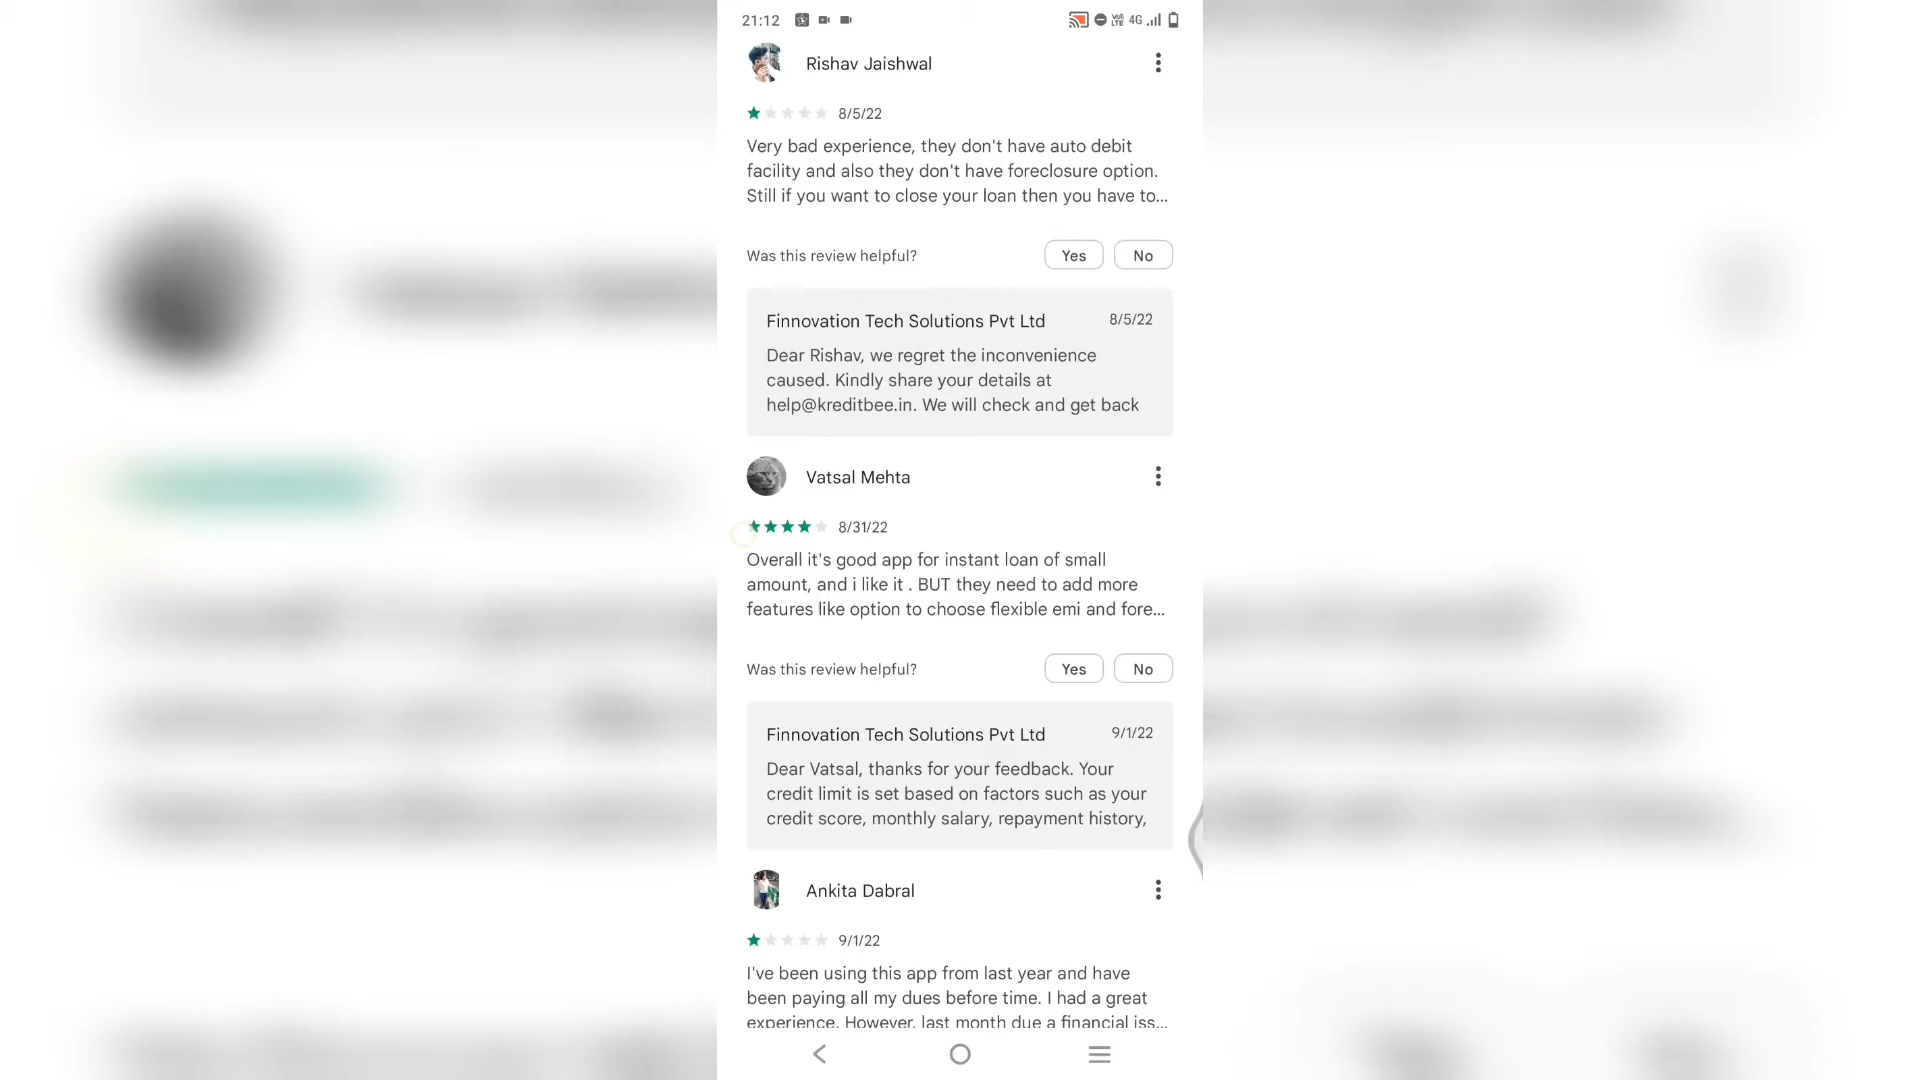 21:12
VoD LTE 4G
Rishav Jaishwal
8/5/22
Very bad experience, they don't have auto debit
facility and also they don't have foreclosure option.
Still if you want to close your loan then you have to...
Was this review helpful?
Yes
No
Finnovation Tech Solutions Pvt Ltd
8/5/22
Dear Rishav, we regret the inconvenience
caused. Kindly share your details at
help@kreditbee.in. We will check and get back
Vatsal Mehta
8/31/22
Overall it's good app for instant loan of small
amount, and i like it . BUT they need to add more
features like option to choose flexible emi and fore...
Was this review helpful?
Yes
No
Finnovation Tech Solutions Pvt Ltd
9/1/22
Dear Vatsal, thanks for your feedback. Your
credit limit is set based on factors such as your
credit score, monthly salary, repayment history,
Ankita Dabral
9/1/22
I've been using this app from last year and have
been paying all my dues before time. I had a great
experience. However, last month due a financial iss...